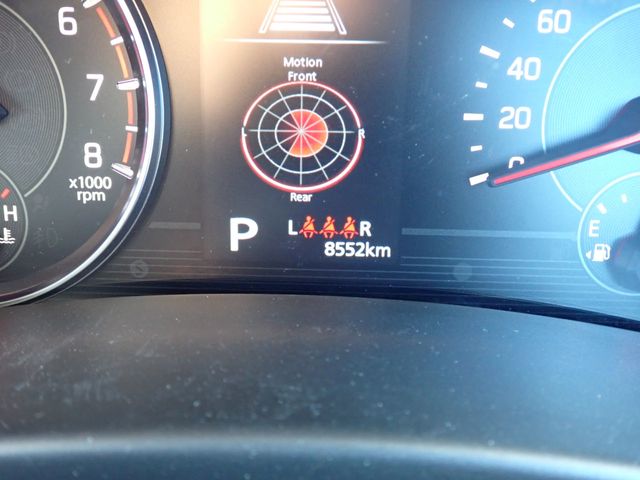 6
7
8
x1000
rpm
H
Motion
Front
Rear
P
L R
8552km
60
40
20
0
E